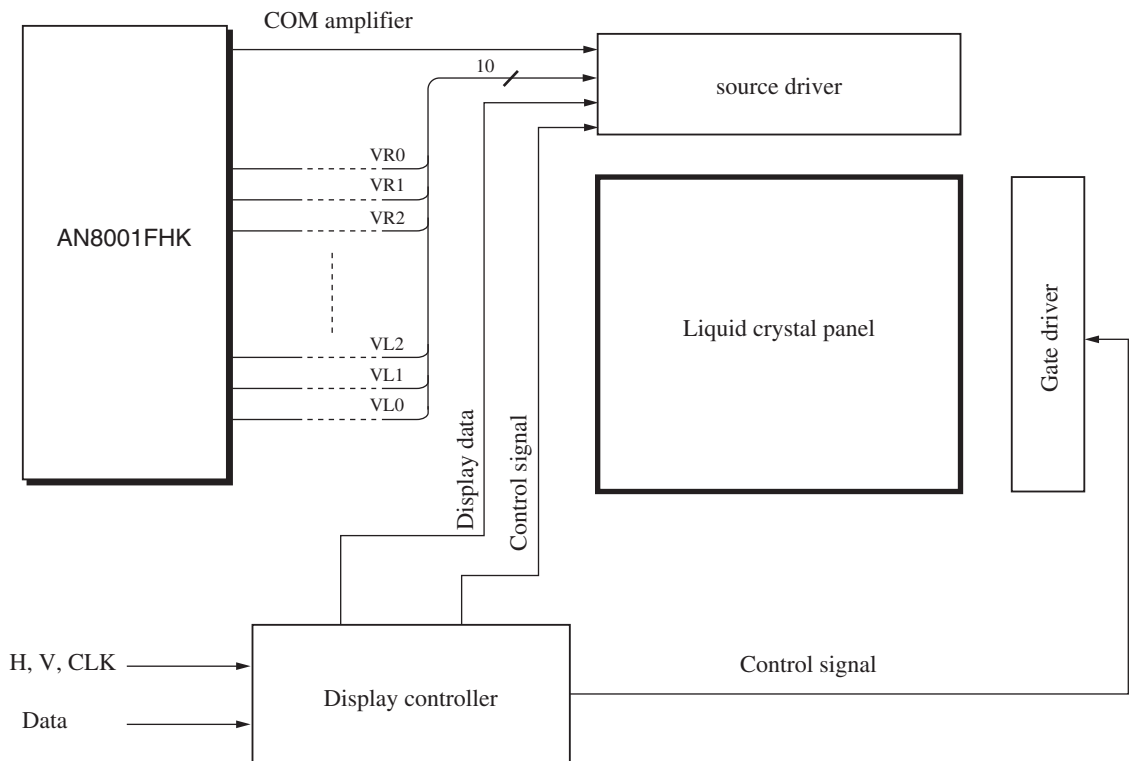 COM amplifier
10
source driver
VR0
VR1
VR2
AN8001FHK
VL2
VL1
VL0
Liquid crystal panel
Gate driver
Display data
Control signal
H, V, CLK
Data
Display controller
Control signal